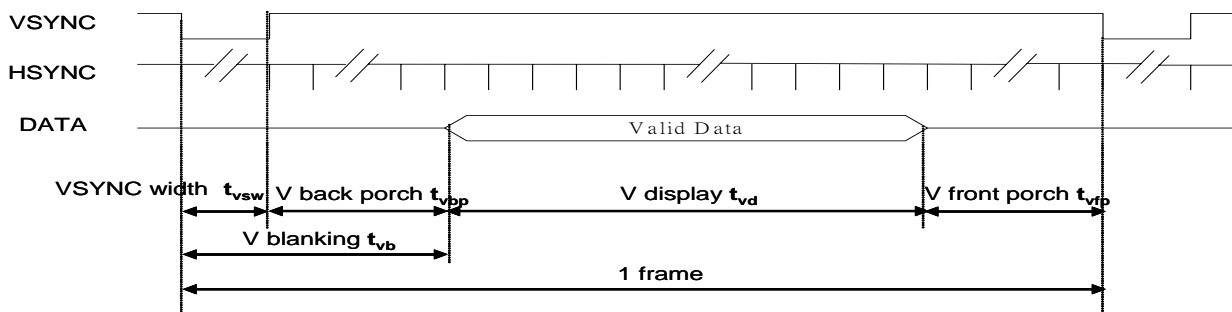 VSYNC
HSYNC
DATA
Valid Data
VSYNC width tvsw
V back porch tvbp
V display tvd
V front porch tvfp
V blanking tvb
1 frame